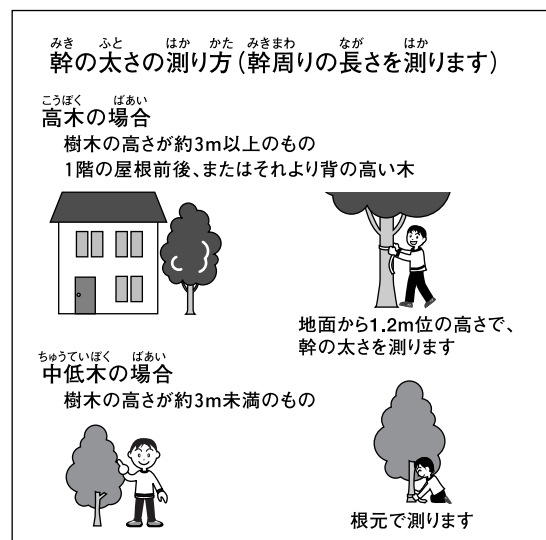 みき ふと はか かた みきまわ なが はか
幹の太さの測り方(幹周りの長さを測ります)
こうぼく ばあい
高木の場合
樹木の高さが約3m以上のもの
1階の屋根前後、またはそれより背の高い木
地面から1.2m位の高さで、
幹の太さを測ります
ちゅうていぼく ばあい
中低木の場合
樹木の高さが約3m未満のもの
根元で測ります